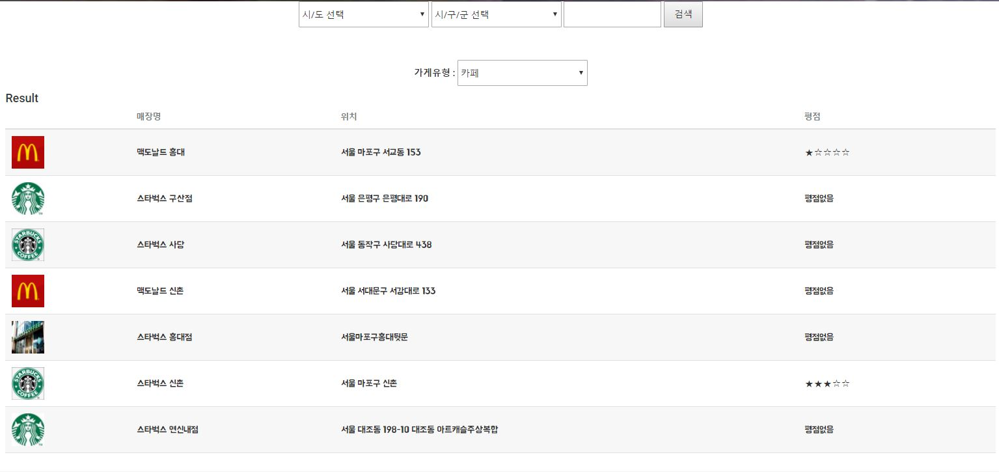 시/도 선택 시/구/군 선택 검색
가게유형 : 카페
Result
매장명 위치 평점
맥도날드 홍대 서울 마포구 서교동 153 ★☆☆☆☆
스타벅스 구산점 서울 은평구 은평대로 190 평점없음
STARBUCKS COFFEE
스타벅스 사당 서울 동작구 사당대로 438 평점없음
맥도날드 신촌 서울 서대문구 서강대로 133 평점없음
스타벅스 홍대점 서울마포구홍대뒷문 평점없음
STARBUCKS COFFEE
스타벅스 신촌 서울 마포구 신촌 ★★★☆☆
스타벅스 연신내점 서울 대조동 198-10 대조동 아르캐슬주상복합 평점없음